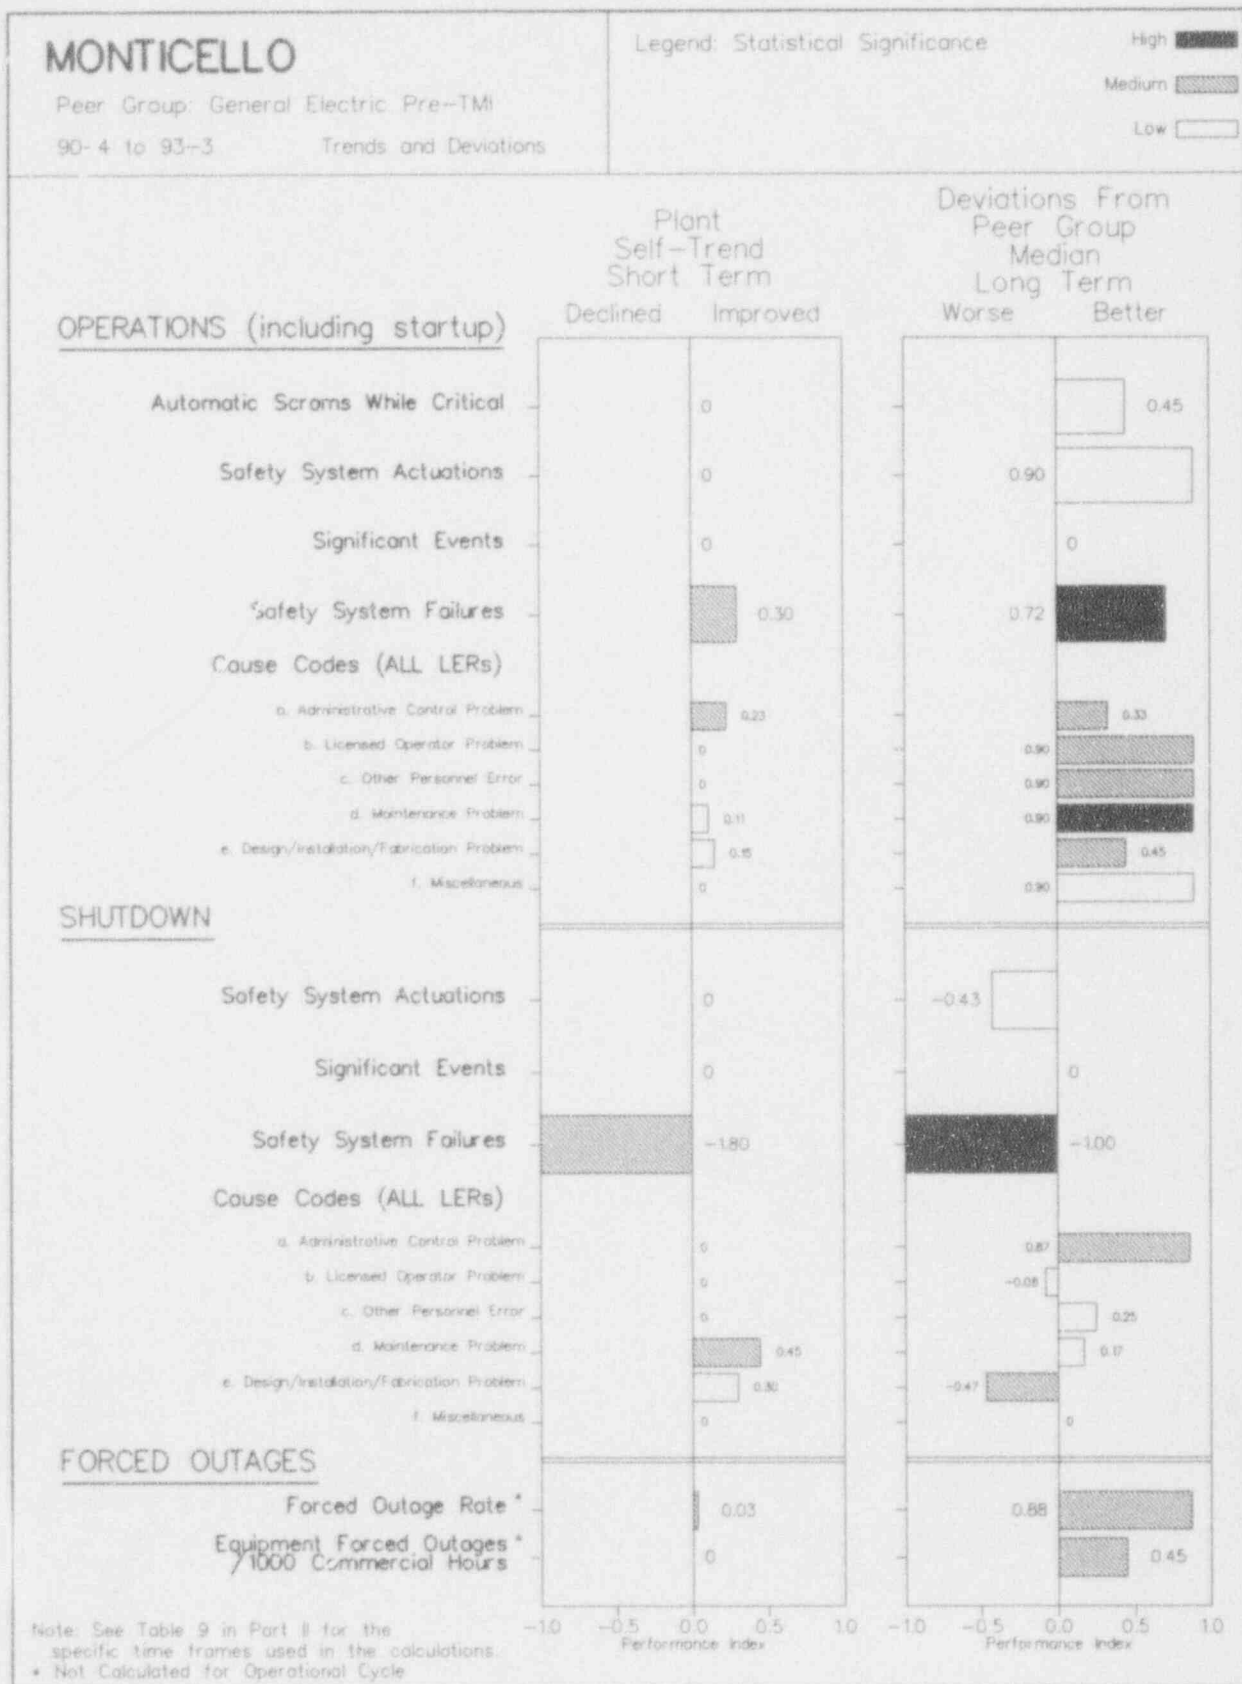 MONTICELLO
Peer Group: General Electric Pre-TMI
90-4 to 93-3 Trends and Deviations
Legend: Statistical Significance
High
Medium
Low
Plant
Self-Trend
Short Term
Declined Improved
Deviations From
Peer Group
Median
Long Term
Worse Better
OPERATIONS (including startup)
Automatic Scrams While Critical 0 0.45
Safety System Actuations 0 0.90
Significant Events 0 0
Safety System Failures 0.30 0.72
Cause Codes (ALL LERs)
a. Administrative Control Problem 0.23 0.33
b. Licensed Operator Problem 0 0.90
c. Other Personnel Error 0 0.90
d. Maintenance Problem 0.11 0.90
e. Design/Installation/Fabrication Problem 0.15 0.45
f. Miscellaneous 0 0.90
SHUTDOWN
Safety System Actuations 0 -0.43
Significant Events 0 0
Safety System Failures -1.80 -1.00
Cause Codes (ALL LERs)
a. Administrative Control Problem 0 0.87
b. Licensed Operator Problem 0 -0.08
c. Other Personnel Error 0 0.25
d. Maintenance Problem 0.45 0.17
e. Design/Installation/Fabrication Problem 0.30 -0.47
f. Miscellaneous 0 0
FORCED OUTAGES
Forced Outage Rate * 0.03 0.88
Equipment Forced Outages *
/1000 Commercial Hours 0 0.45
-1.0 -0.5 0.0 0.5 1.0 -1.0 -0.5 0.0 0.5 1.0
Performance Index Performance Index
Note: See Table 9 in Part II for the
specific time frames used in the calculations.
* Not Calculated for Operational Cycle